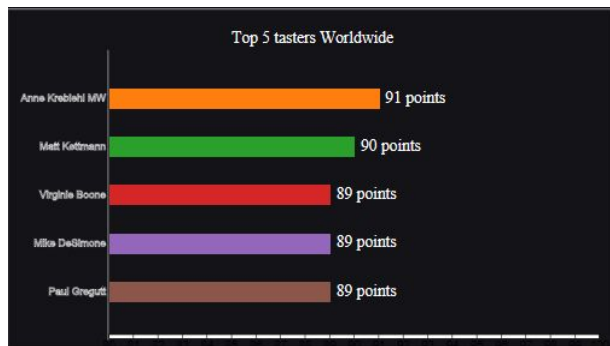 Top 5 tasters Worldwide
Anne Krebiehl MW
91 points
Matt Kettmann
90 points
Virginie Boone
89 points
Mike DeSimone
89 points
Paul Gregutt
89 points